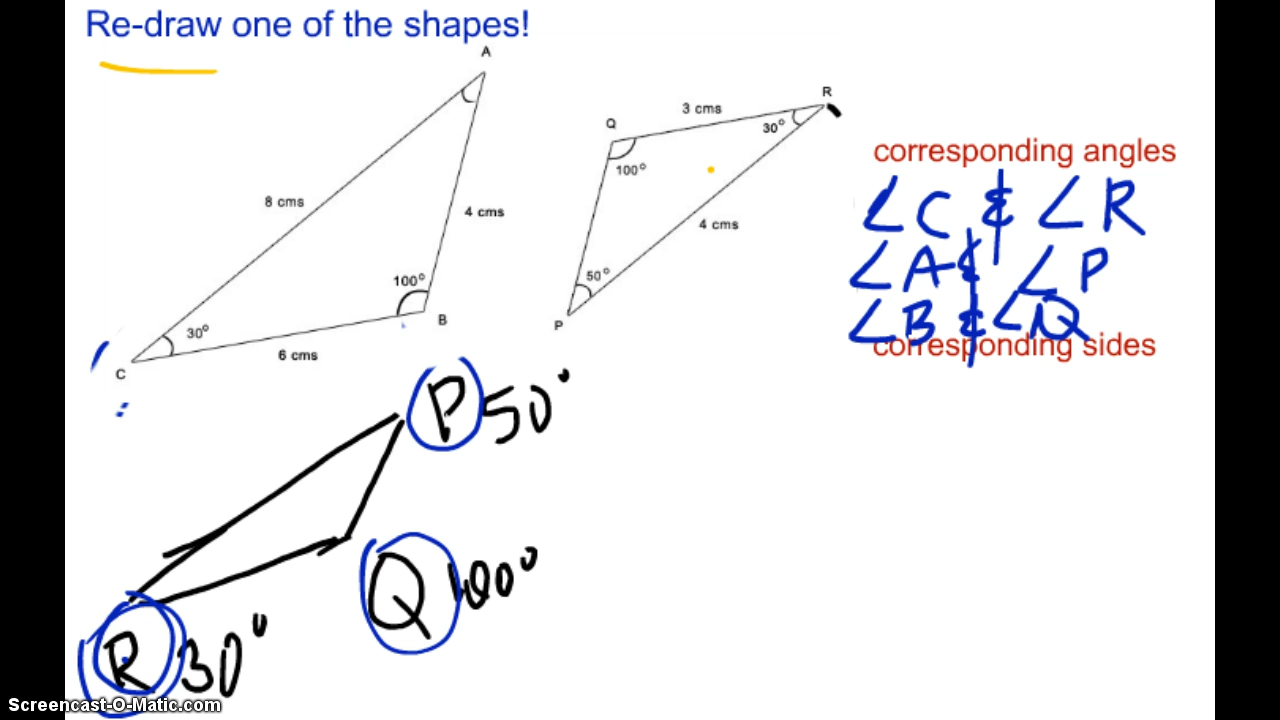 Re-draw one of the shapes!
A
R
3 cms
Q
30°
100°
corresponding angles
8 cms
4 cms
4 cms
∠C & ∠R
∠A & ∠P
100°
50°
B
P
∠B & ∠Q
30°
corresponding sides
6 cms
C
P 50°
Q 100°
R 30°
Screencast-O-Matic.com